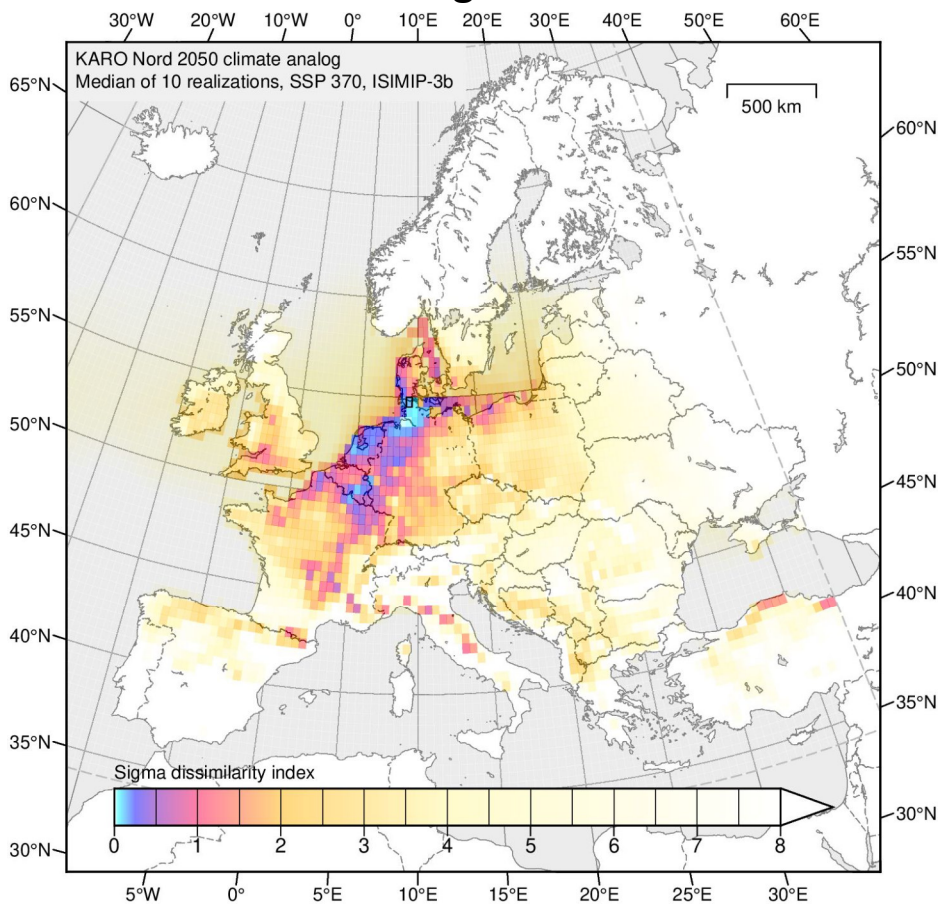 30°W 20°W 10°W 0° 10°E 20°E 30°E 40°E 50°E 60°E
KARO Nord 2050 climate analog
Median of 10 realizations, SSP 370, ISIMIP-3b
500 km
65°N
60°N
55°N
50°N
45°N
40°N
35°N
30°N
60°N
55°N
50°N
45°N
40°N
35°N
30°N
Sigma dissimilarity index
0 1 2 3 4 5 6 7 8
5°W 0° 5°E 10°E 15°E 20°E 25°E 30°E